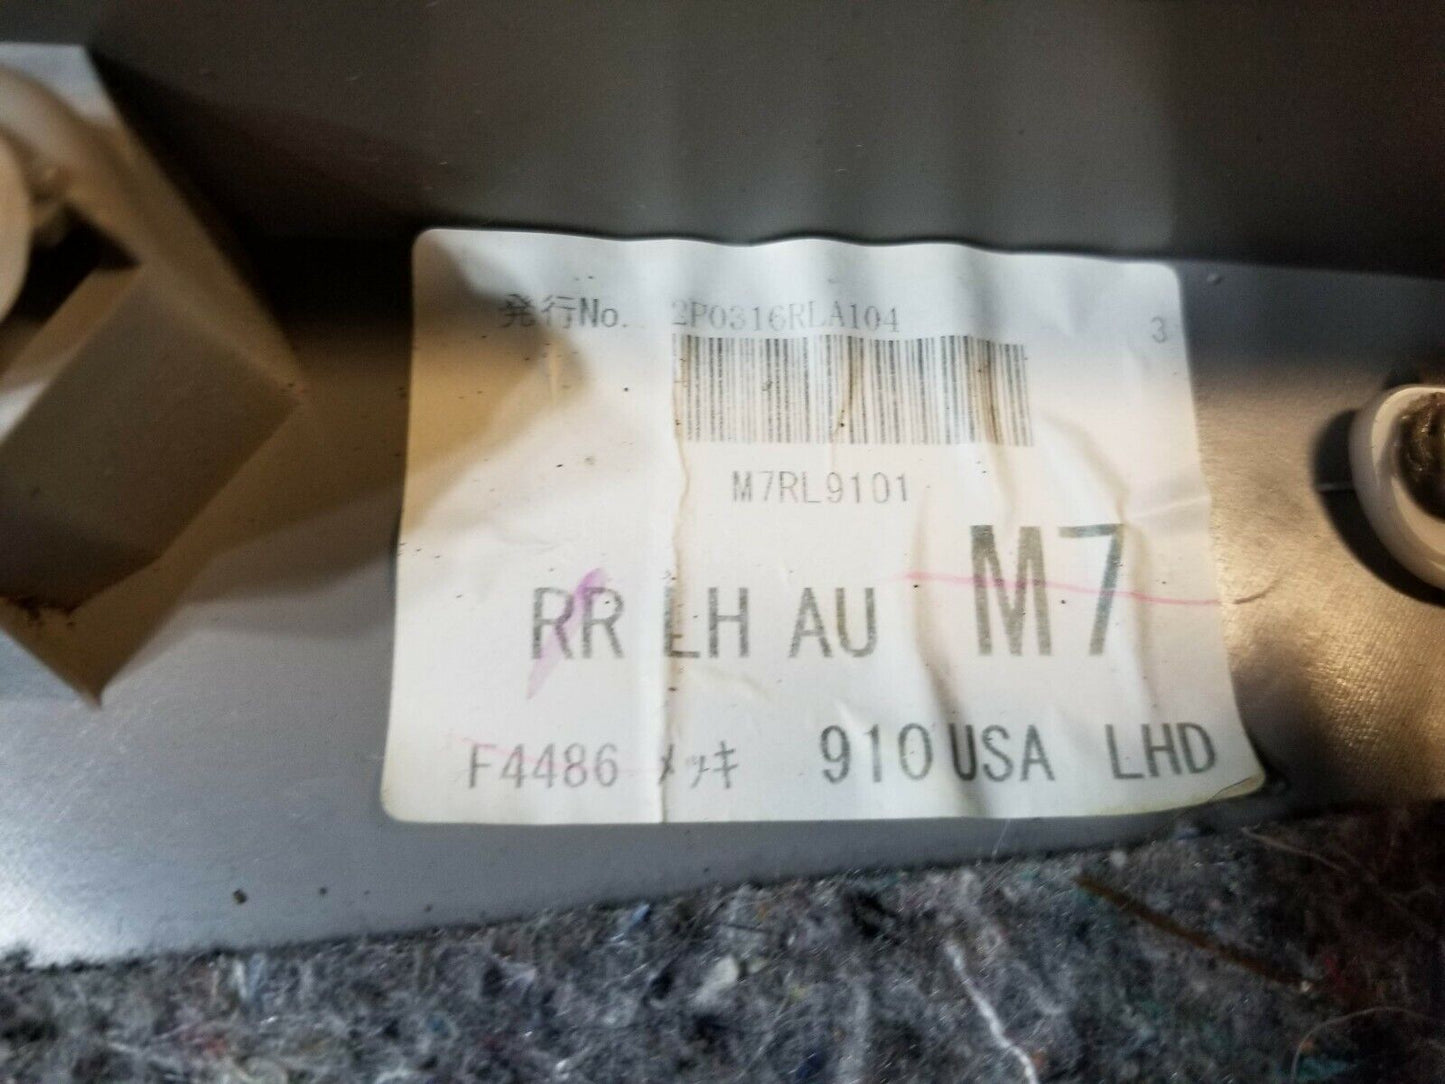 発行No. 2P0316RLA104 3
M7RL9101
RR LH AU M7
F4486 メッキ 910 USA LHD